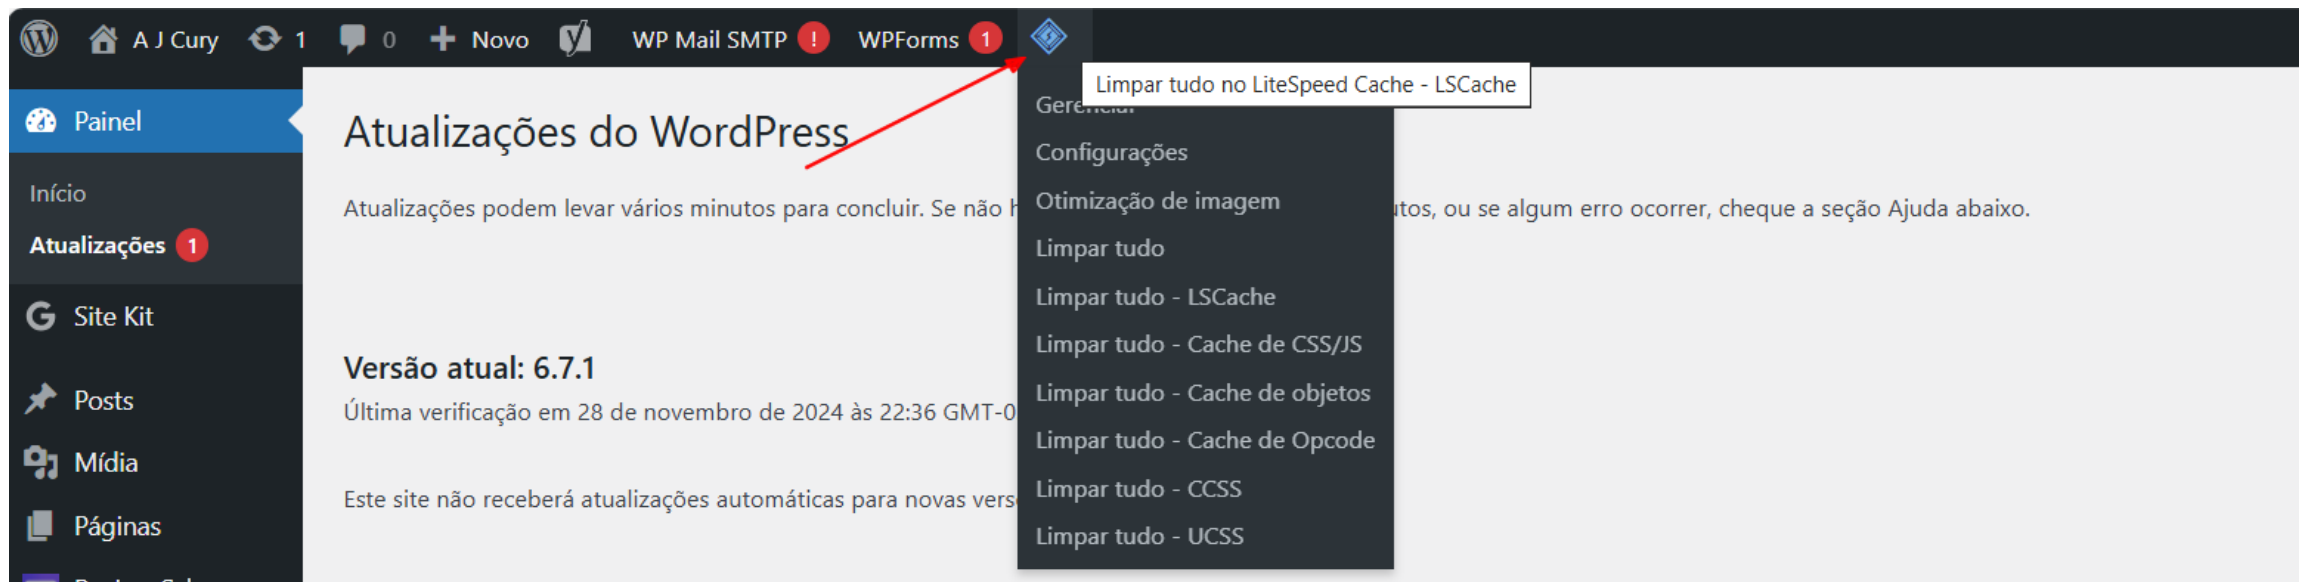 A J Cury 1 0 + Novo WP Mail SMTP ! WPForms 1
Limpar tudo no LiteSpeed Cache - LSCache
Painel
Início
Atualizações 1
Site Kit
Posts
Mídia
Páginas
Atualizações do WordPress
Atualizações podem levar vários minutos para concluir. Se não
utos, ou se algum erro ocorrer, cheque a seção Ajuda abaixo.
Versão atual: 6.7.1
Última verificação em 28 de novembro de 2024 às 22:36 GMT-0
Este site não receberá atualizações automáticas para novas vers
Gerenciar
Configurações
Otimização de imagem
Limpar tudo
Limpar tudo - LSCache
Limpar tudo - Cache de CSS/JS
Limpar tudo - Cache de objetos
Limpar tudo - Cache de Opcode
Limpar tudo - CCSS
Limpar tudo - UCSS